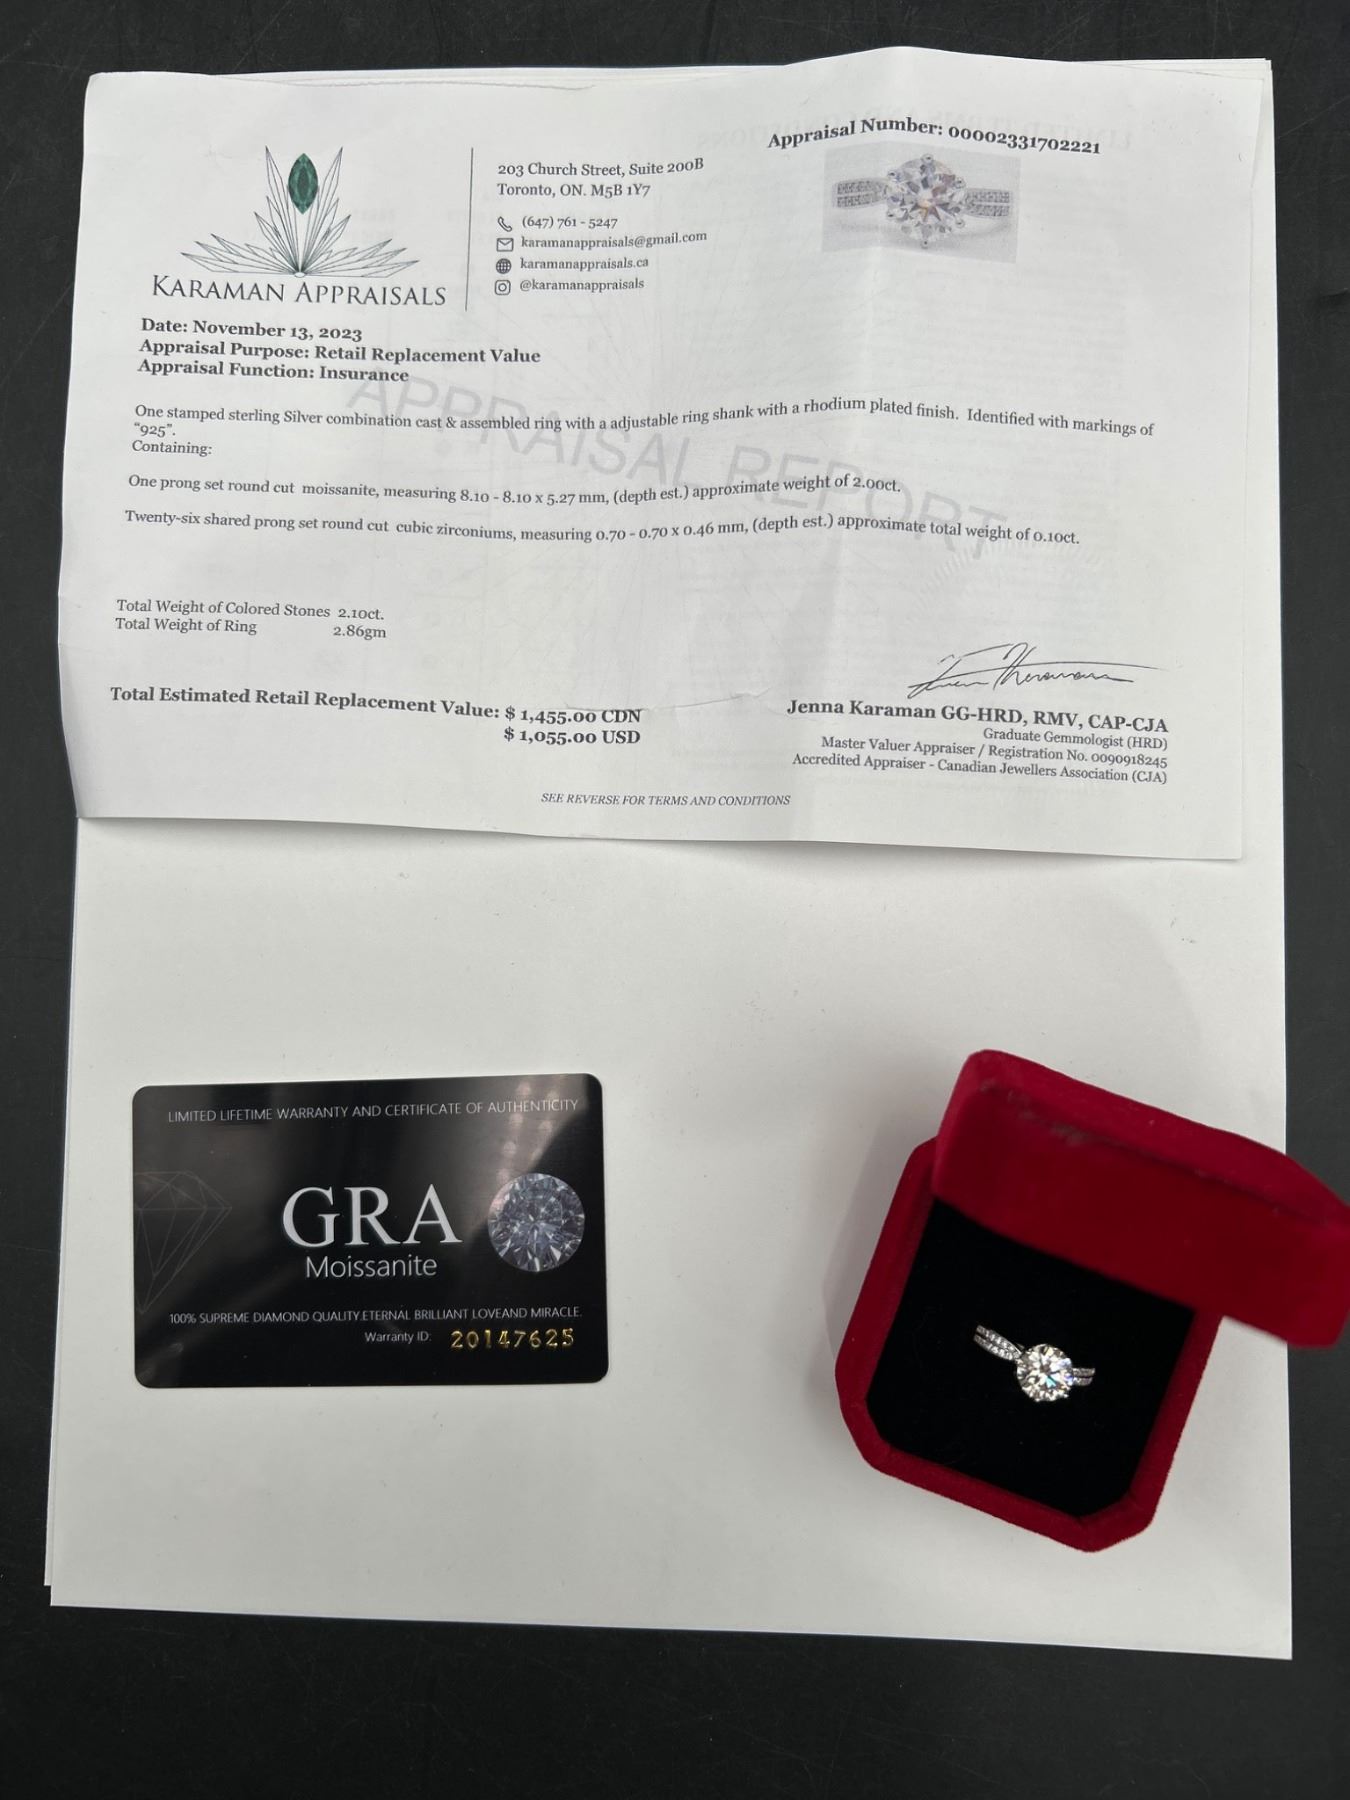 Appraisal Number: 00002331702221
203 Church Street, Suite 200B
Toronto, ON. M5B 1Y7
(647) 761 - 5247
karamanappraisals@gmail.com
karamanappraisals.ca
@karamanappraisals
KARAMAN APPRAISALS
Date: November 13, 2023
Appraisal Purpose: Retail Replacement Value
Appraisal Function: Insurance
APPRAISAL REPORT
One stamped sterling Silver combination cast & assembled ring with a adjustable ring shank with a rhodium plated finish. Identified with markings of
"925".
Containing:
One prong set round cut moissanite, measuring 8.10 - 8.10 x 5.27 mm, (depth est.) approximate weight of 2.00ct.
Twenty-six shared prong set round cut cubic zirconiums, measuring 0.70 - 0.70 x 0.46 mm, (depth est.) approximate total weight of 0.10ct.
Total Weight of Colored Stones 2.10ct.
Total Weight of Ring 2.86gm
Total Estimated Retail Replacement Value: $ 1,455.00 CDN
$ 1,055.00 USD
Jenna Karaman GG-HRD, RMV, CAP-CJA
Graduate Gemmologist (HRD)
Master Valuer Appraiser / Registration No. 0090918245
Accredited Appraiser - Canadian Jewellers Association (CJA)
SEE REVERSE FOR TERMS AND CONDITIONS
LIMITED LIFETIME WARRANTY AND CERTIFICATE OF AUTHENTICITY
GRA
Moissanite
100% SUPREME DIAMOND QUALITY.ETERNAL BRILLIANT LOVEAND MIRACLE.
Warranty ID: 20147625